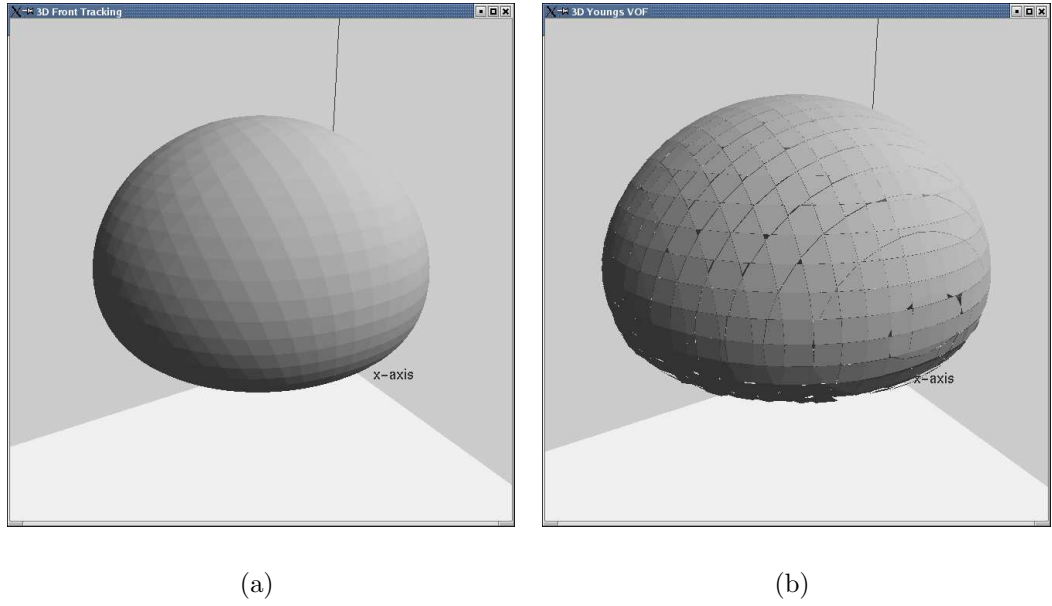 3D Front Tracking
3D Youngs VOF
x-axis
x-axis
(a)
(b)